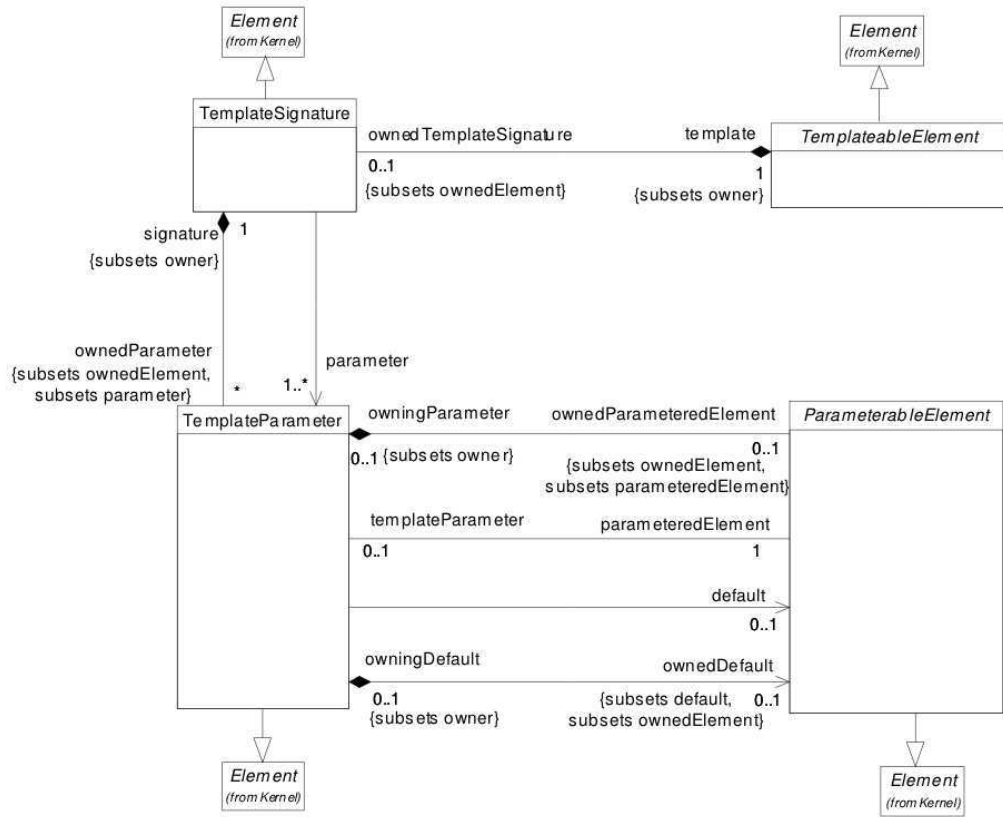 Element
(from Kernel)
Element
(from Kernel)
TemplateSignature
ownedTemplateSignature
template
TemplateableElement
0..1
1
{subsets ownedElement}
{subsets owner}
signature
1
{subsets owner}
ownedParameter
{subsets ownedElement,
subsets parameter}
*
parameter
1..*
TemplateParameter
owningParameter
ownedParameteredElement
ParameterableElement
0..1
{subsets owner}
0..1
{subsets ownedElement,
subsets parameteredElement}
templateParameter
parameteredElement
0..1
1
default
0..1
owningDefault
ownedDefault
0..1
{subsets owner}
{subsets default,
subsets ownedElement}
0..1
Element
(from Kernel)
Element
(from Kernel)